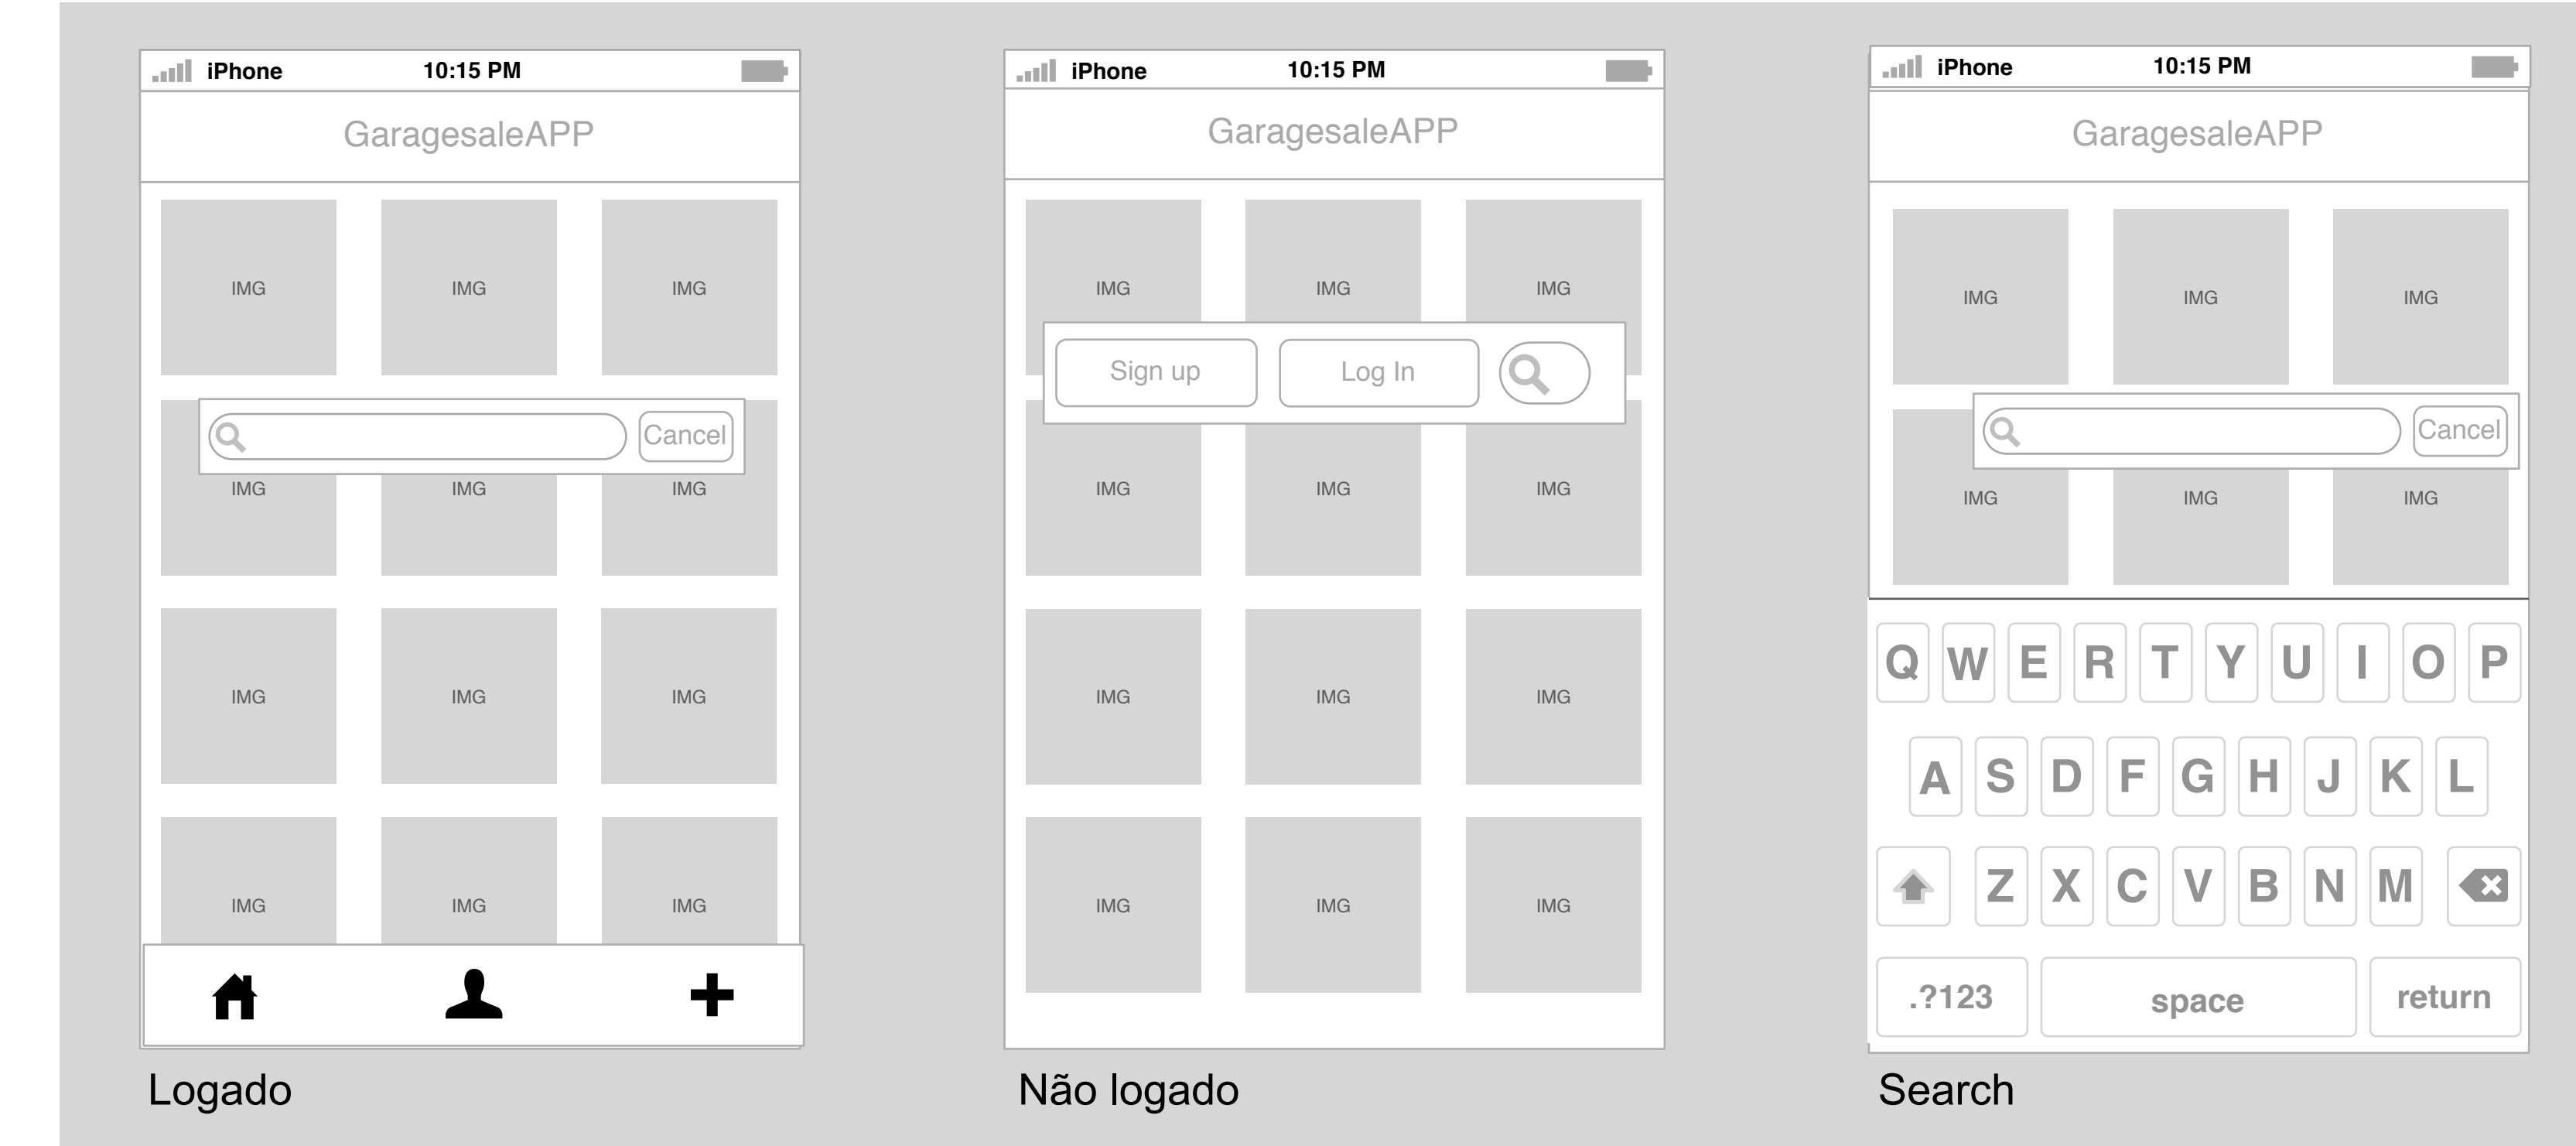 iPhone 10:15 PM
GaragesaleAPP
IMG IMG IMG
Cancel
IMG IMG IMG
IMG IMG IMG
IMG IMG IMG
Logado
iPhone 10:15 PM
GaragesaleAPP
IMG IMG IMG
Sign up Log In
IMG IMG IMG
IMG IMG IMG
IMG IMG IMG
Não logado
iPhone 10:15 PM
GaragesaleAPP
IMG IMG IMG
Cancel
IMG IMG IMG
Q W E R T Y U I O P
A S D F G H J K L
Z X C V B N M
.?123 space return
Search